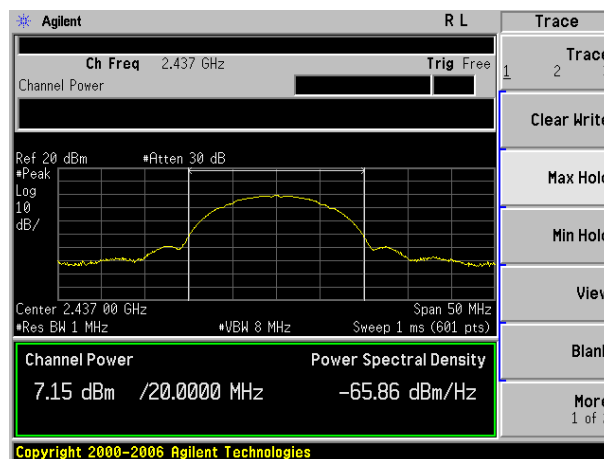 Agilent R L Trace
Ch Freq 2.437 GHz Trig Free
Channel Power
Trace
1 2
Clear Write
Max Hold
Min Hold
View
Blank
More
1 of
Ref 20 dBm #Atten 30 dB
#Peak
Log
10
dB/
Center 2.437 00 GHz Span 50 MHz
#Res BW 1 MHz #VBW 8 MHz Sweep 1 ms (601 pts)
Channel Power Power Spectral Density
7.15 dBm /20.0000 MHz -65.86 dBm/Hz
Copyright 2000-2006 Agilent Technologies